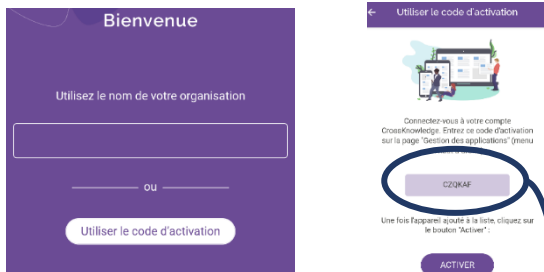 Bienvenue
Utilisez le nom de votre organisation
ou
Utiliser le code d'activation
Utiliser le code d'activation
Connectez-vous à votre compte
CrossKnowledge. Entrez ce code d'activation
sur la page "Gestion des applications" (menu
CZQKAF
Une fois l'appareil ajouté à la liste, cliquez sur
le bouton "Activer" :
ACTIVER